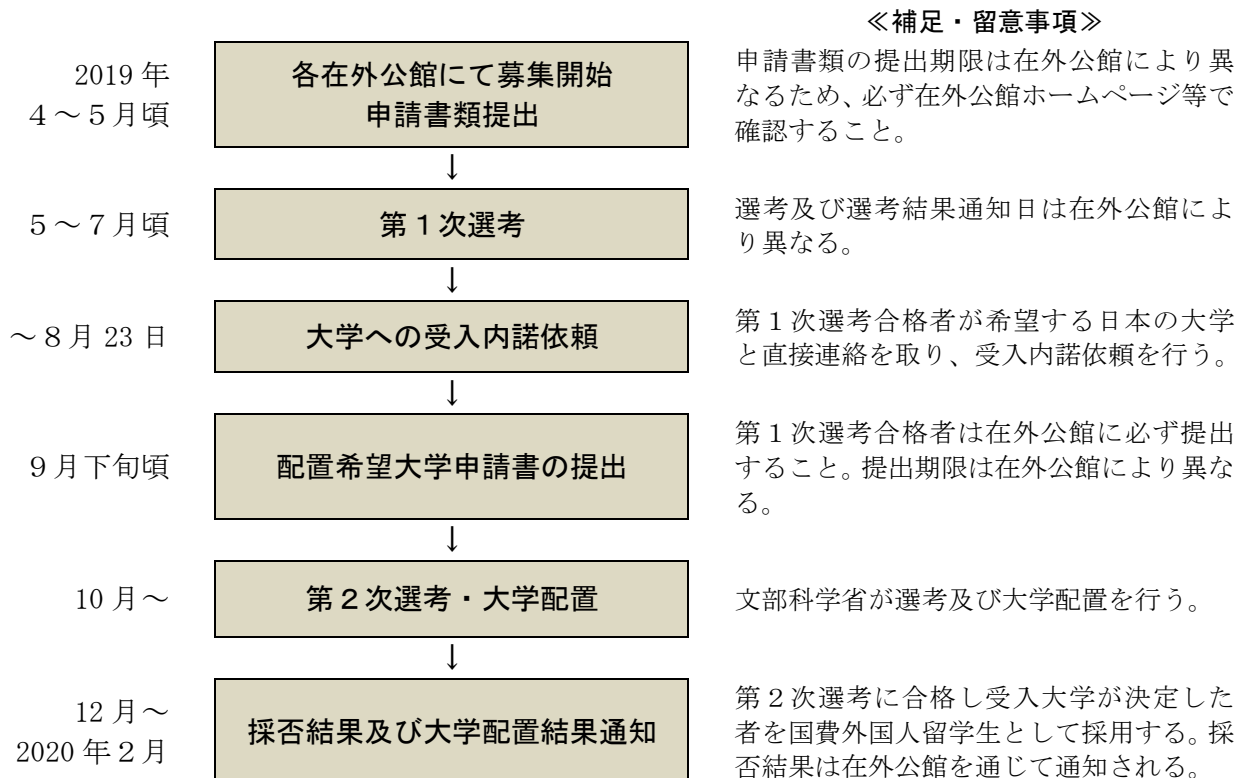 ≪補足・留意事項≫
2019 年
４～５月頃
各在外公館にて募集開始
申請書類提出
申請書類の提出期限は在外公館により異
なるため、必ず在外公館ホームページ等で
確認すること。
↓
５～７月頃
第１次選考
選考及び選考結果通知日は在外公館によ
り異なる。
↓
～８月 23 日
大学への受入内諾依頼
第１次選考合格者が希望する日本の大学
と直接連絡を取り、受入内諾依頼を行う。
↓
９月下旬頃
配置希望大学申請書の提出
第１次選考合格者は在外公館に必ず提出
すること。提出期限は在外公館により異な
る。
↓
10 月～
第２次選考・大学配置
文部科学省が選考及び大学配置を行う。
↓
12 月～
2020 年２月
採否結果及び大学配置結果通知
第２次選考に合格し受入大学が決定した
者を国費外国人留学生として採用する。採
否結果は在外公館を通じて通知される。